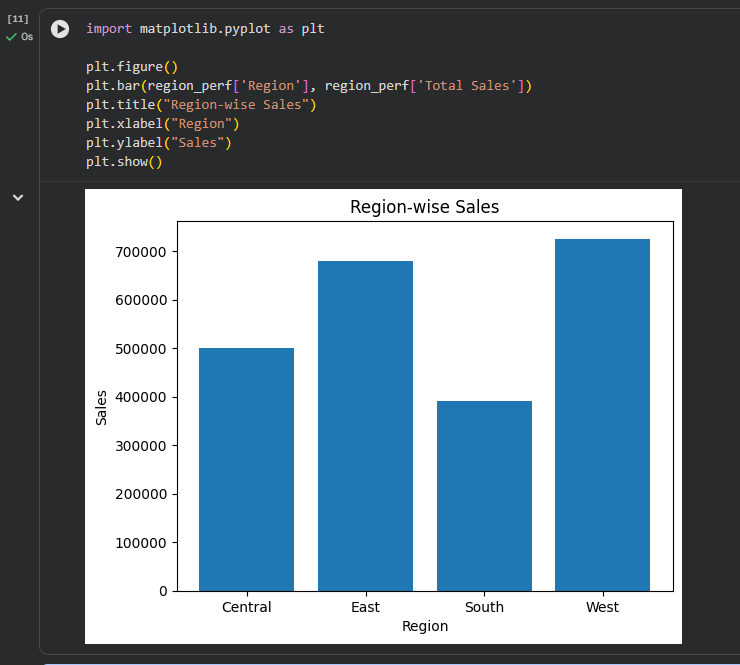 [11]
0s
import matplotlib.pyplot as plt
plt.figure()
plt.bar(region_perf['Region'], region_perf['Total Sales'])
plt.title("Region-wise Sales")
plt.xlabel("Region")
plt.ylabel("Sales")
plt.show()
Region-wise Sales
700000
600000
500000
400000
300000
200000
100000
0
Sales
Central East South West
Region